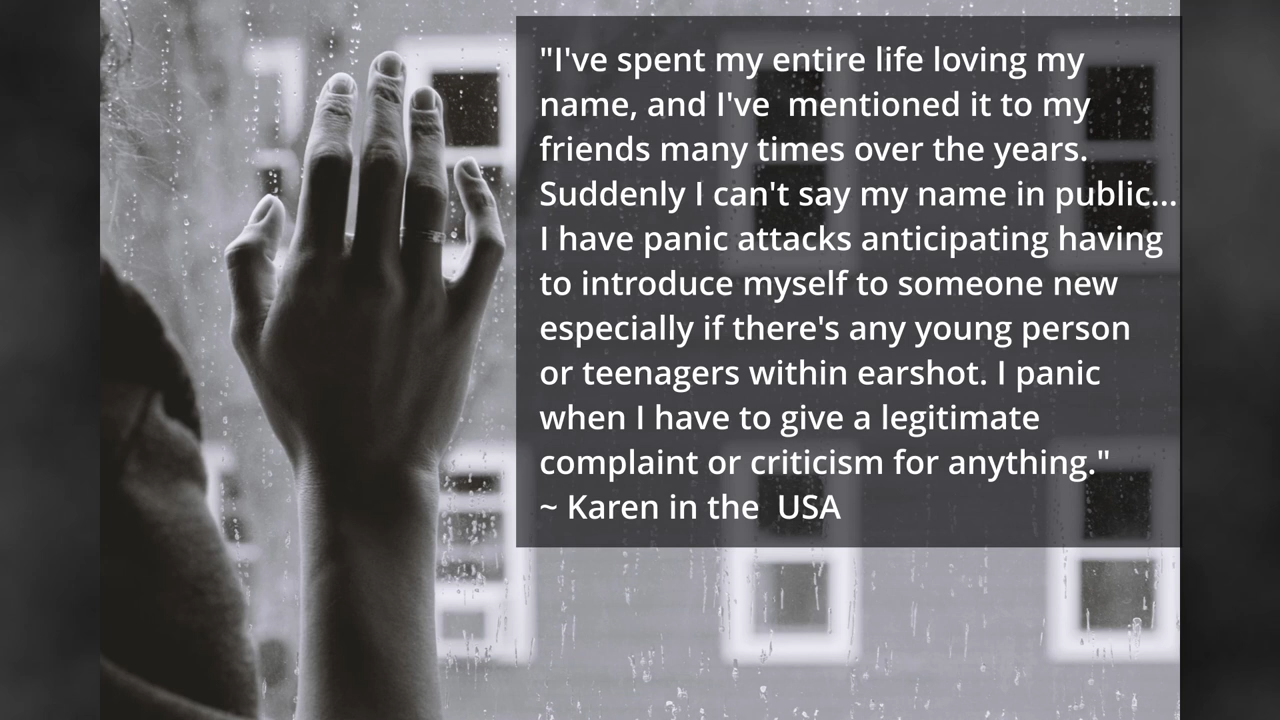 "I've spent my entire life loving my
name, and I've  mentioned it to my
friends many times over the years.
Suddenly I can't say my name in public...
I have panic attacks anticipating having
to introduce myself to someone new
especially if there's any young person
or teenagers within earshot. I panic
when I have to give a legitimate
complaint or criticism for anything."
~ Karen in the  USA